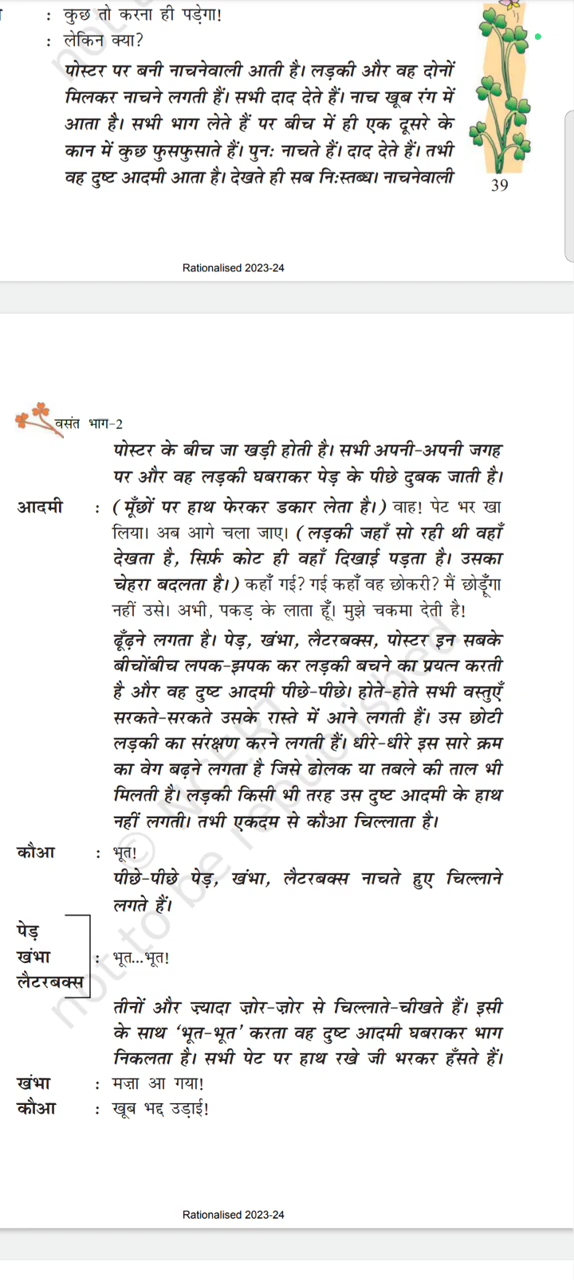 : कुछ तो करना ही पड़ेगा!
: लेकिन क्या?
पोस्टर पर बनी नाचनेवाली आती है। लड़की और वह दोनों
मिलकर नाचने लगती हैं। सभी दाद देते हैं। नाच खूब रंग में
आता है। सभी भाग लेते हैं पर बीच में ही एक दूसरे के
कान में कुछ फुसफुसाते हैं। पुनः नाचते हैं। दाद देते हैं। तभी
वह दुष्ट आदमी आता है। देखते ही सब निःस्तब्ध। नाचनेवाली
39
Rationalised 2023-24
वसंत भाग-2
पोस्टर के बीच जा खड़ी होती है। सभी अपनी-अपनी जगह
पर और वह लड़की घबराकर पेड़ के पीछे दुबक जाती है।
आदमी : (मूँछों पर हाथ फेरकर डकार लेता है।) वाह! पेट भर खा
लिया। अब आगे चला जाए। (लड़की जहाँ सो रही थी वहाँ
देखता है, सिर्फ़ कोट ही वहाँ दिखाई पड़ता है। उसका
चेहरा बदलता है।) कहाँ गई? गई कहाँ वह छोकरी? मैं छोड़ूँगा
नहीं उसे। अभी, पकड़ के लाता हूँ। मुझे चकमा देती है!
ढूँढ़ने लगता है। पेड़, खंभा, लैटरबक्स, पोस्टर इन सबके
बीचोंबीच लपक-झपक कर लड़की बचने का प्रयत्न करती
है और वह दुष्ट आदमी पीछे-पीछे। होते-होते सभी वस्तुएँ
सरकते-सरकते उसके रास्ते में आने लगती हैं। उस छोटी
लड़की का संरक्षण करने लगती हैं। धीरे-धीरे इस सारे क्रम
का वेग बढ़ने लगता है जिसे ढोलक या तबले की ताल भी
मिलती है। लड़की किसी भी तरह उस दुष्ट आदमी के हाथ
नहीं लगती। तभी एकदम से कौआ चिल्लाता है।
कौआ : भूत!
पीछे-पीछे पेड़, खंभा, लैटरबक्स नाचते हुए चिल्लाने
लगते हैं।
पेड़
खंभा : भूत...भूत!
लैटरबक्स
तीनों और ज़्यादा ज़ोर-ज़ोर से चिल्लाते-चीखते हैं। इसी
के साथ 'भूत-भूत' करता वह दुष्ट आदमी घबराकर भाग
निकलता है। सभी पेट पर हाथ रखे जी भरकर हँसते हैं।
खंभा : मज़ा आ गया!
कौआ : खूब भद्द उड़ाई!
© NCERT
not to be republished
Rationalised 2023-24